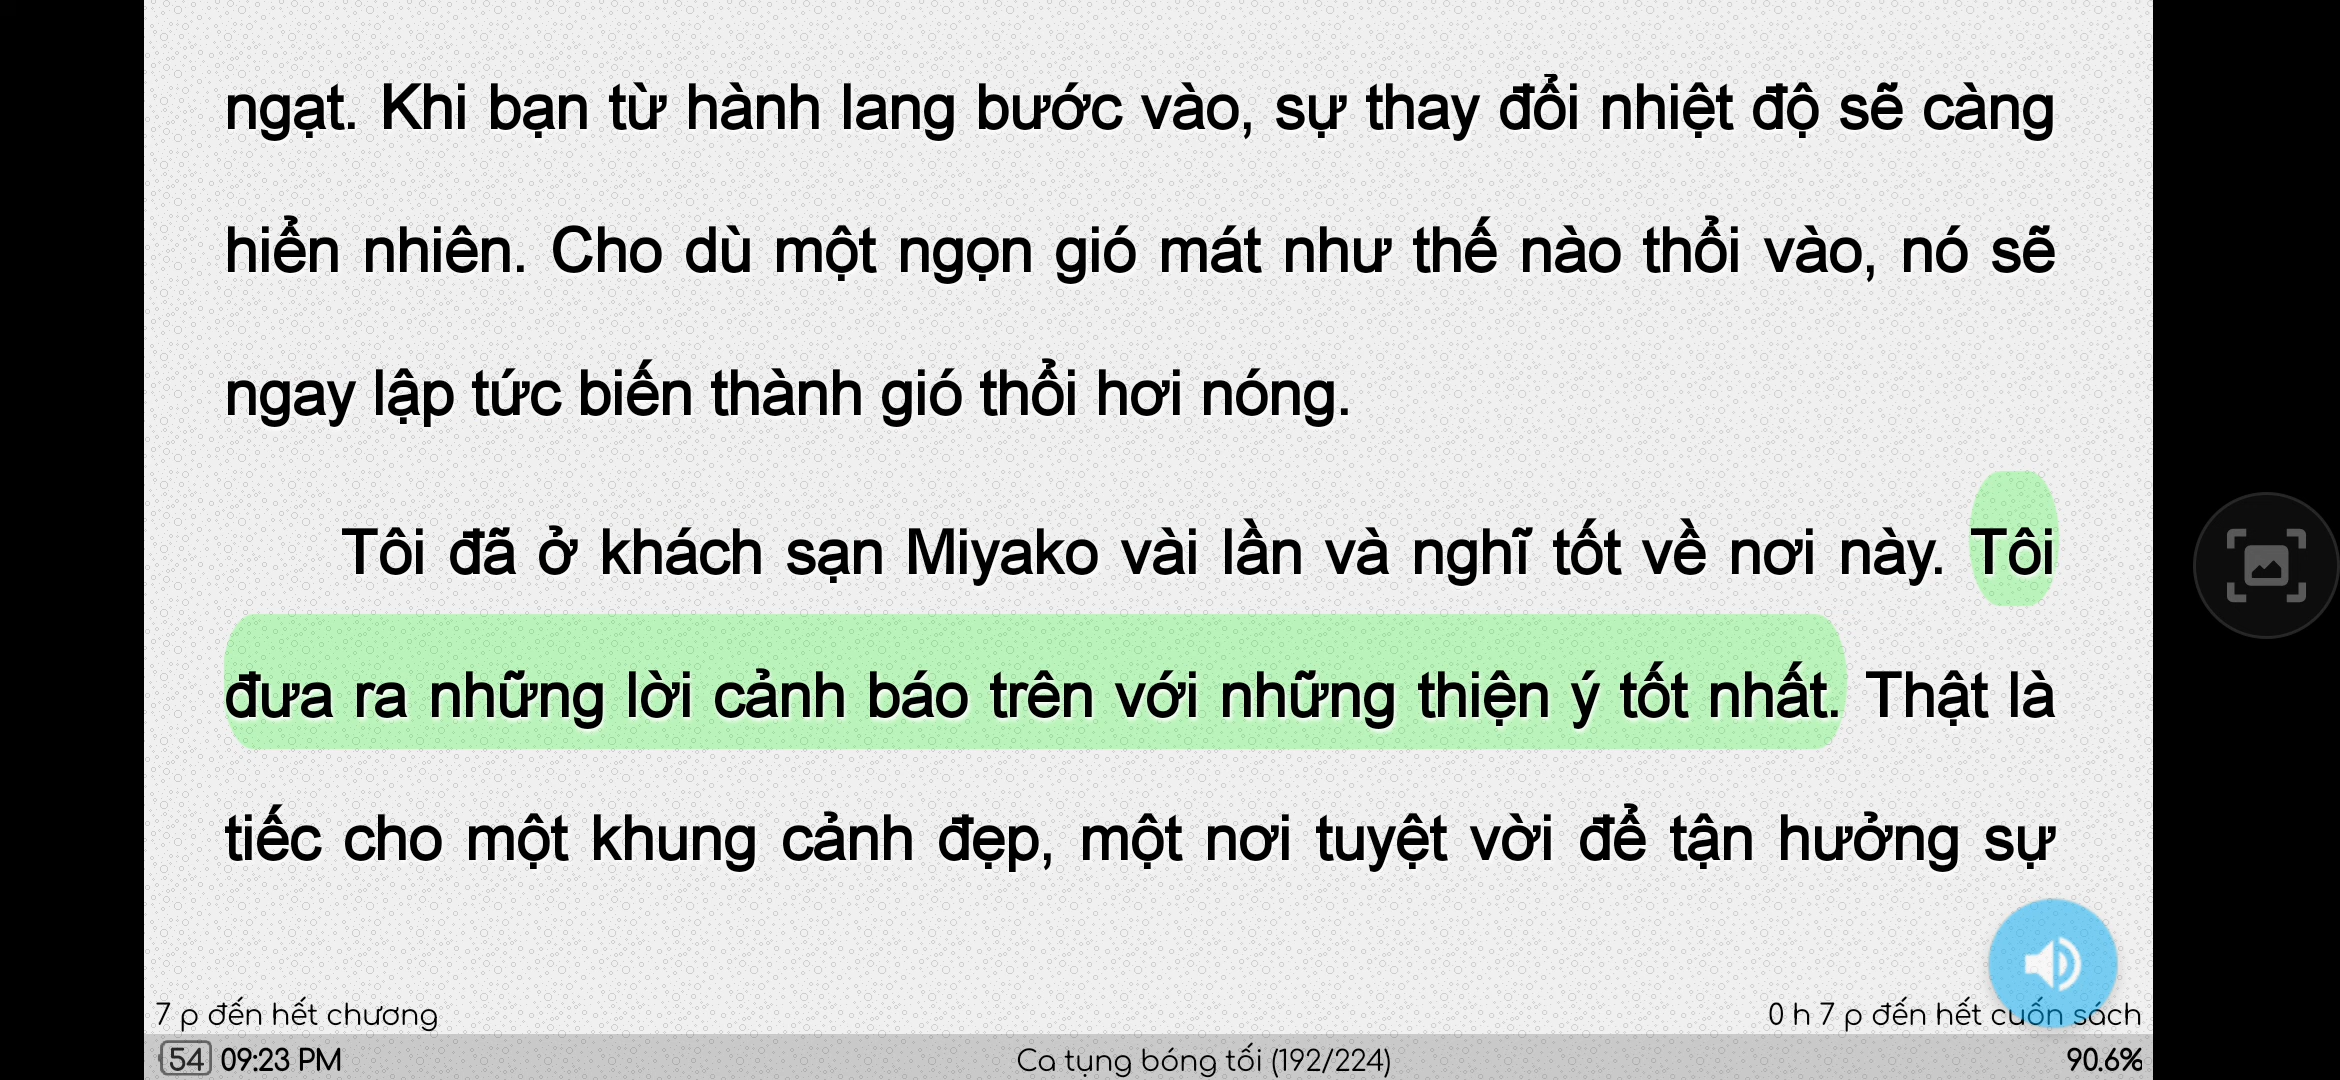 ngạt. Khi bạn từ hành lang bước vào, sự thay đổi nhiệt độ sẽ càng
hiển nhiên. Cho dù một ngọn gió mát như thế nào thổi vào, nó sẽ
ngay lập tức biến thành gió thổi hơi nóng.
Tôi đã ở khách sạn Miyako vài lần và nghĩ tốt về nơi này. Tôi
đưa ra những lời cảnh báo trên với những thiện ý tốt nhất. Thật là
tiếc cho một khung cảnh đẹp, một nơi tuyệt vời để tận hưởng sự
7 p đến hết chương
0 h 7 p đến hết cuốn sách
54 09:23 PM
Ca tụng bóng tối (192/224)
90.6%